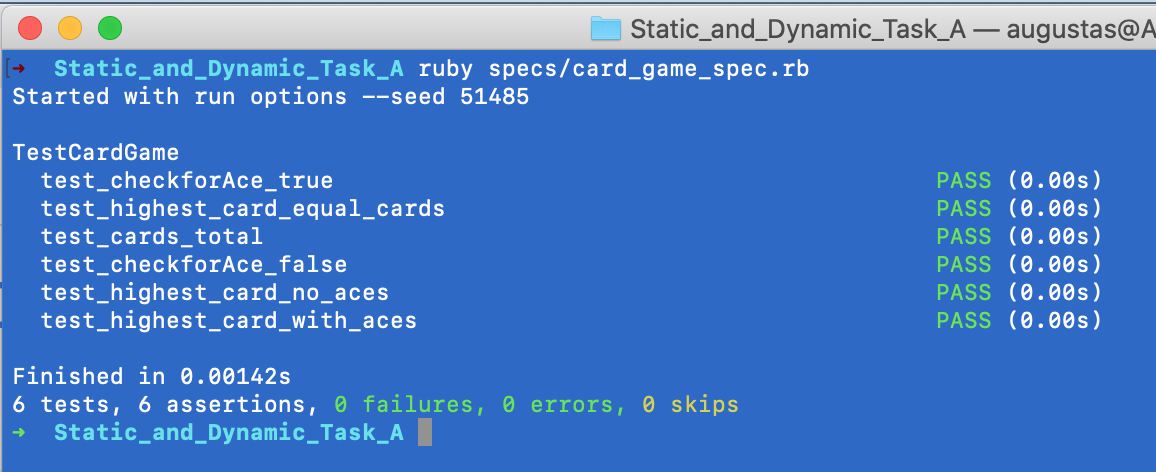 Static_and_Dynamic_Task_A — augustas@A
[➜ Static_and_Dynamic_Task_A ruby specs/card_game_spec.rb
Started with run options --seed 51485
TestCardGame
test_checkforAce_true PASS (0.00s)
test_highest_card_equal_cards PASS (0.00s)
test_cards_total PASS (0.00s)
test_checkforAce_false PASS (0.00s)
test_highest_card_no_aces PASS (0.00s)
test_highest_card_with_aces PASS (0.00s)
Finished in 0.00142s
6 tests, 6 assertions, 0 failures, 0 errors, 0 skips
➜ Static_and_Dynamic_Task_A